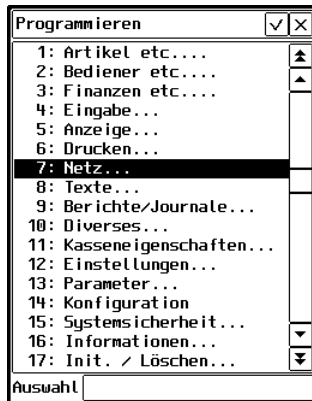 Programmieren
1: Artikel etc....
2: Bediener etc....
3: Finanzen etc....
4: Eingabe...
5: Anzeige...
6: Drucken...
7: Netz...
8: Texte...
9: Berichte/Journale...
10: Diverses...
11: Kasseneigenschaften...
12: Einstellungen...
13: Parameter...
14: Konfiguration
15: Systemsicherheit...
16: Informationen...
17: Init. / Löschen...
Auswahl